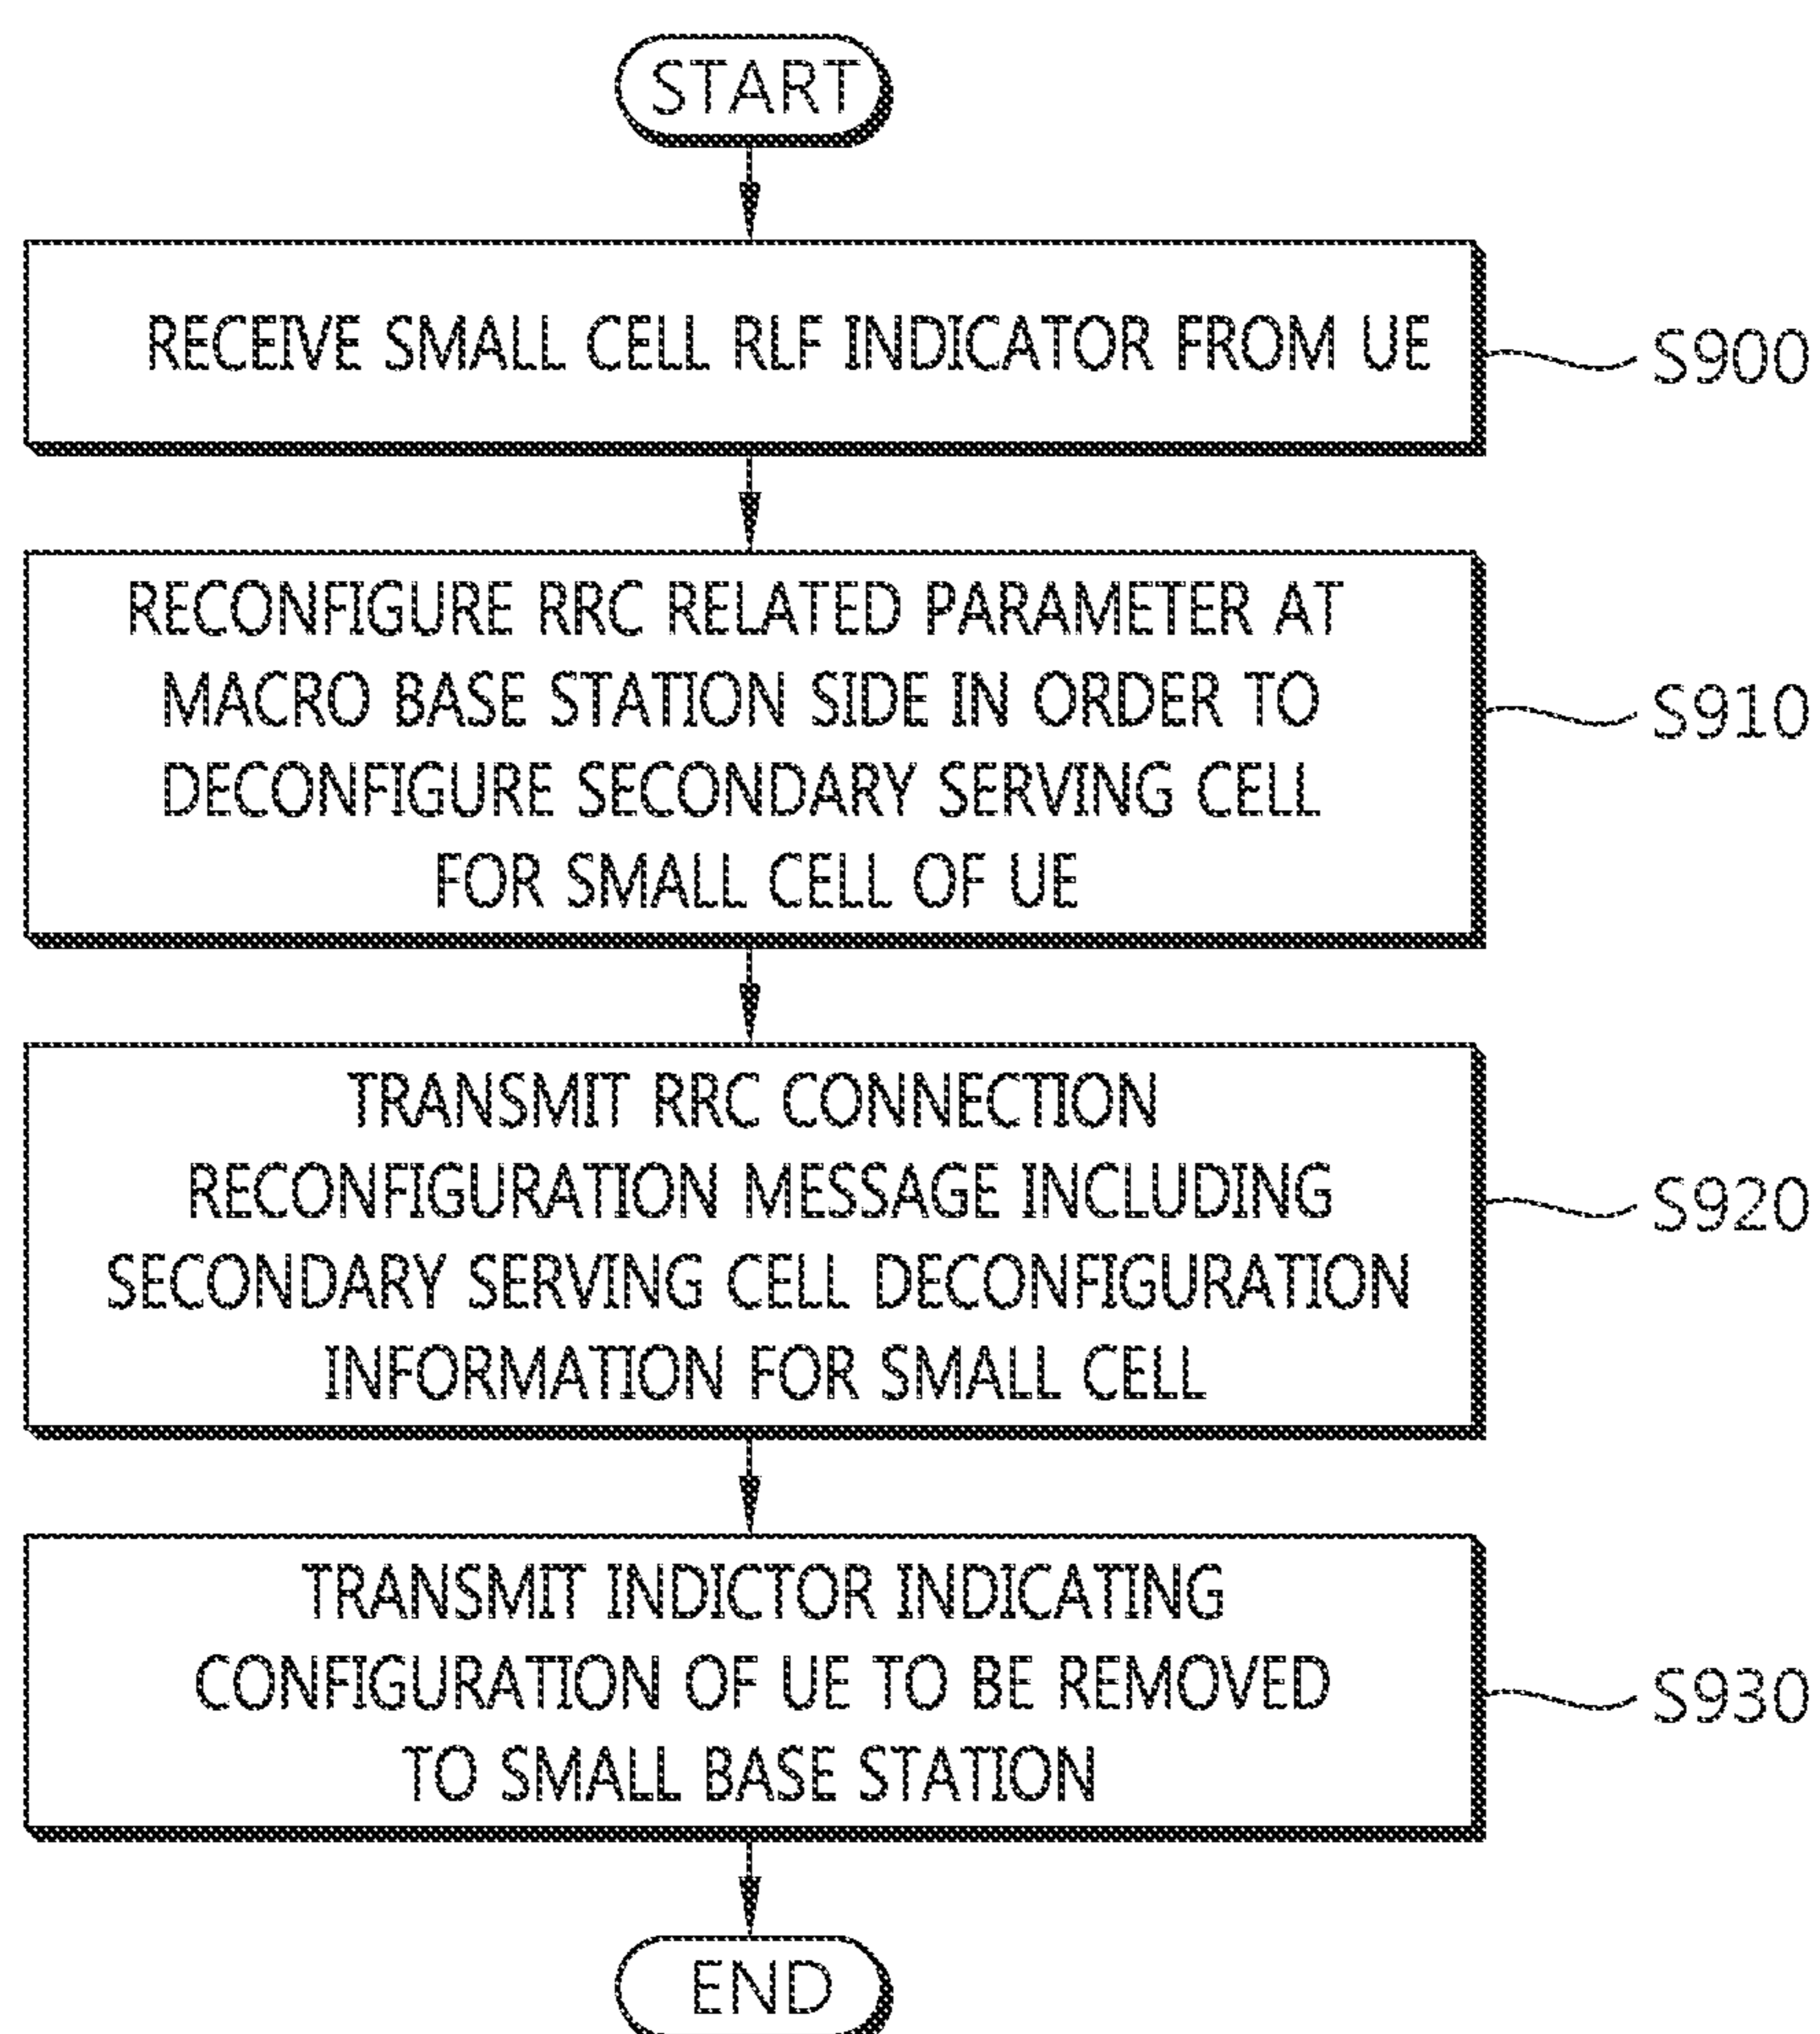 START
RECEIVE SMALL CELL RLF INDICATOR FROM UE
S900
RECONFIGURE RRC RELATED PARAMETER AT
MACRO BASE STATION SIDE IN ORDER TO
DECONFIGURE SECONDARY SERVING CELL
FOR SMALL CELL OF UE
S910
TRANSMIT RRC CONNECTION
RECONFIGURATION MESSAGE INCLUDING
SECONDARY SERVING CELL DECONFIGURATION
INFORMATION FOR SMALL CELL
S920
TRANSMIT INDICTOR INDICATING
CONFIGURATION OF UE TO BE REMOVED
TO SMALL BASE STATION
S930
END